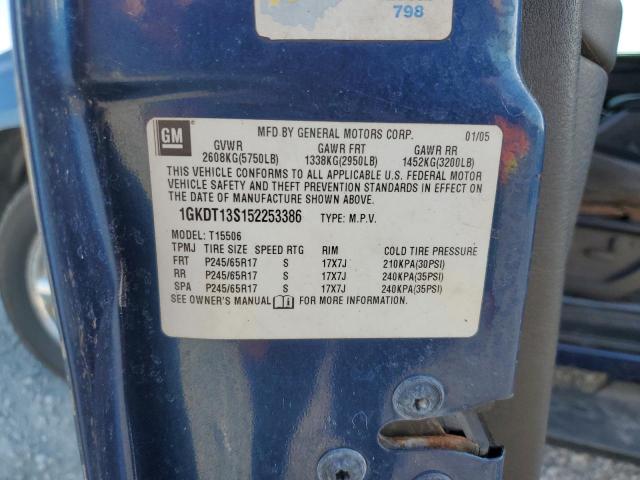 798
GM
MFD BY GENERAL MOTORS CORP. 01/05
GVWR GAWR FRT GAWR RR
2608KG(5750LB) 1338KG(2950LB) 1452KG(3200LB)
THIS VEHICLE CONFORMS TO ALL APPLICABLE U.S. FEDERAL MOTOR
VEHICLE SAFETY AND THEFT PREVENTION STANDARDS IN EFFECT ON
THE DATE OF MANUFACTURE SHOWN ABOVE.
1GKDT13S152253386 TYPE: M.P.V.
MODEL: T15506
TPMJ TIRE SIZE SPEED RTG RIM COLD TIRE PRESSURE
FRT P245/65R17 S 17X7J 210KPA(30PSI)
RR P245/65R17 S 17X7J 240KPA(35PSI)
SPA P245/65R17 S 17X7J 240KPA(35PSI)
SEE OWNER'S MANUAL FOR MORE INFORMATION.